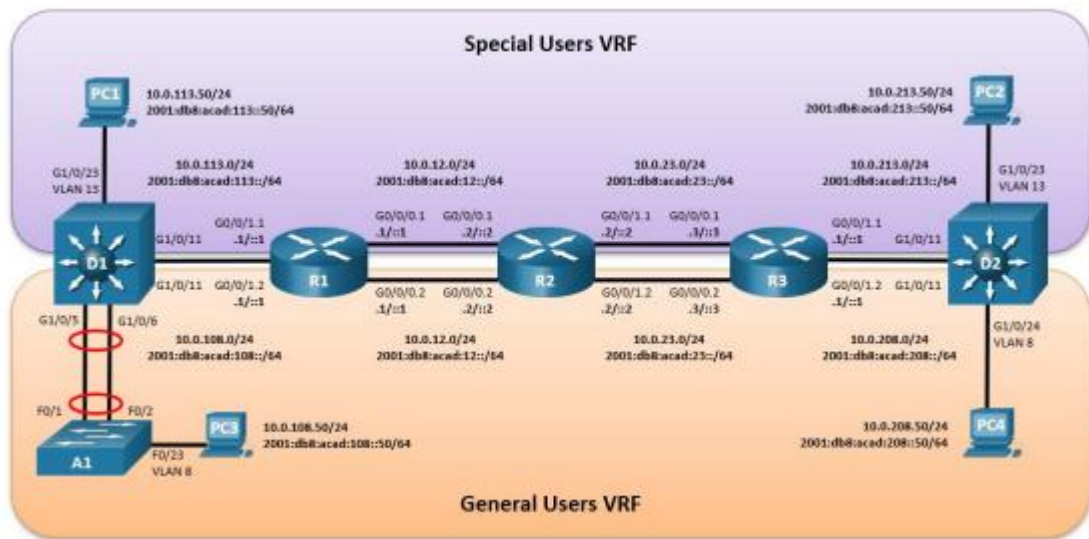 Special Users VRF
PC1
10.0.113.50/24
2001:db8:acad:113::50/64
10.0.213.50/24
2001:db8:acad:213::50/64
PC2
G1/0/23
VLAN 13
10.0.113.0/24
2001:db8:acad:113::/64
10.0.12.0/24
2001:db8:acad:12::/64
10.0.23.0/24
2001:db8:acad:23::/64
10.0.213.0/24
2001:db8:acad:213::/64
G1/0/23
VLAN 13
D1
G1/0/11
G0/0/1.1
.1/::1
R1
G0/0/0.1
.1/::1
G0/0/0.1
.2/::2
R2
G0/0/1.1
.2/::2
G0/0/0.1
.3/::3
R3
G0/0/1.1
.1/::1
G1/0/11
D2
G1/0/11
G0/0/1.2
.1/::1
G0/0/0.2
.1/::1
G0/0/0.2
.2/::2
G0/0/1.2
.2/::2
G0/0/0.2
.3/::3
G0/0/1.2
.1/::1
G1/0/11
G1/0/5
G1/0/6
10.0.108.0/24
2001:db8:acad:108::/64
10.0.12.0/24
2001:db8:acad:12::/64
10.0.23.0/24
2001:db8:acad:23::/64
10.0.208.0/24
2001:db8:acad:208::/64
G1/0/24
VLAN 8
F0/1
F0/2
A1
F0/23
VLAN 8
PC3
10.0.108.50/24
2001:db8:acad:108::50/64
10.0.208.50/24
2001:db8:acad:208::50/64
PC4
General Users VRF